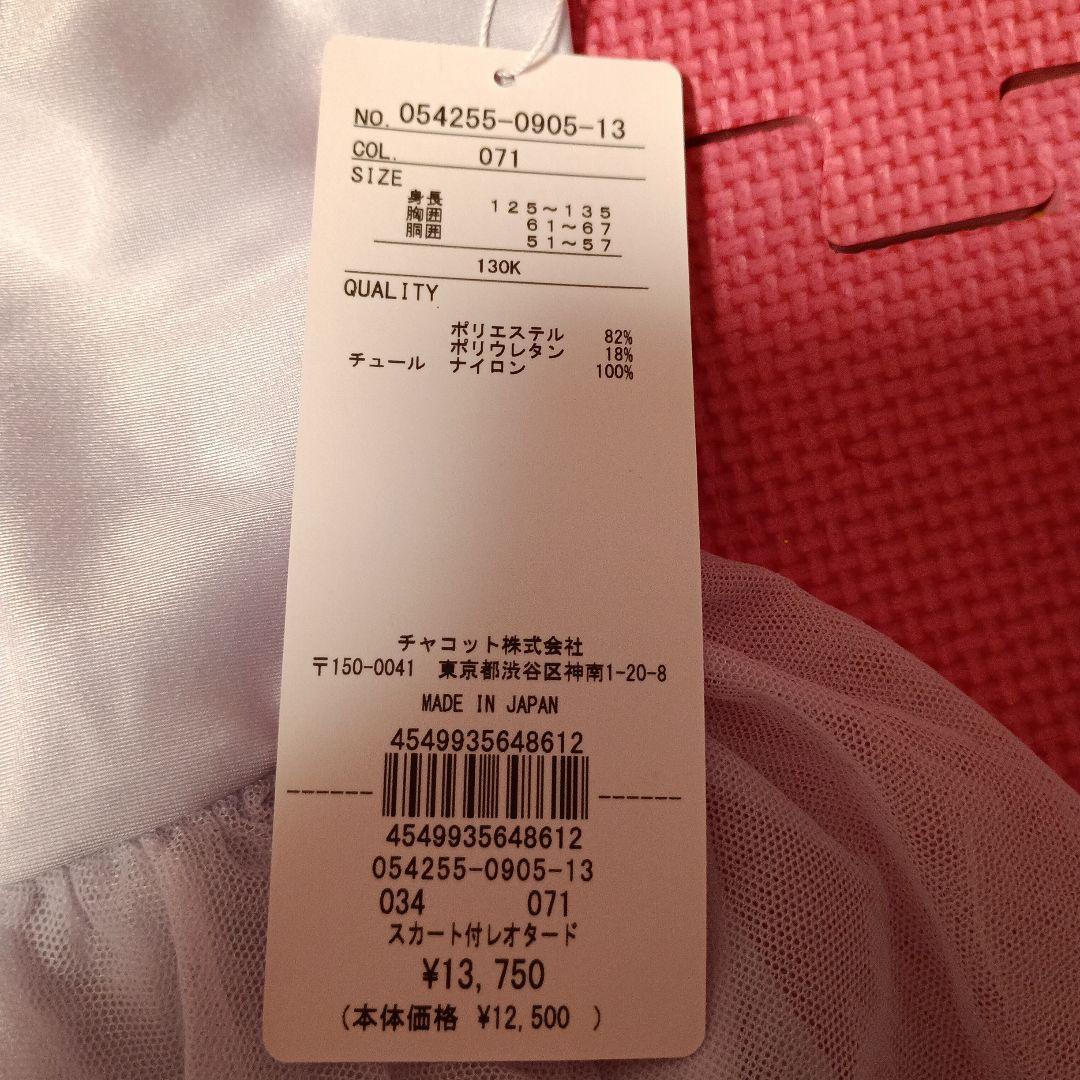 NO. 054255-0905-13
COL. 071
SIZE
身長 125～135
胸囲 61～67
胴囲 51～57
130K
QUALITY
ポリエステル 82%
ポリウレタン 18%
チュール ナイロン 100%
チャコット株式会社
〒150-0041 東京都渋谷区神南1-20-8
MADE IN JAPAN
4549935648612
4549935648612
054255-0905-13
034 071
スカート付レオタード
¥13,750
(本体価格 ¥12,500 )